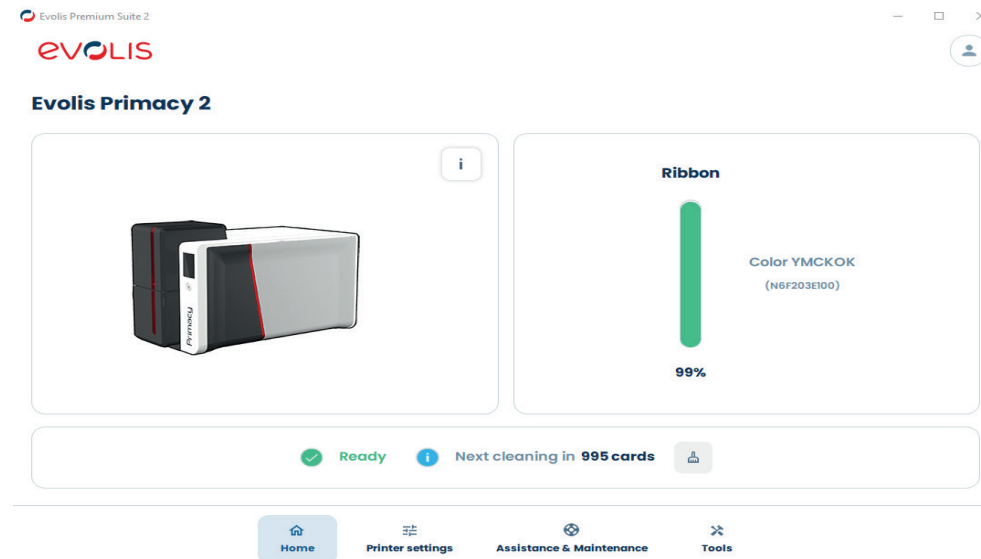 Evolis Premium Suite 2
evolis
Evolis Primacy 2
i
Primacy
Ribbon
Color YMCKOK
(N6F203E100)
99%
Ready
i
Next cleaning in 995 cards
Home
Printer settings
Assistance & Maintenance
Tools